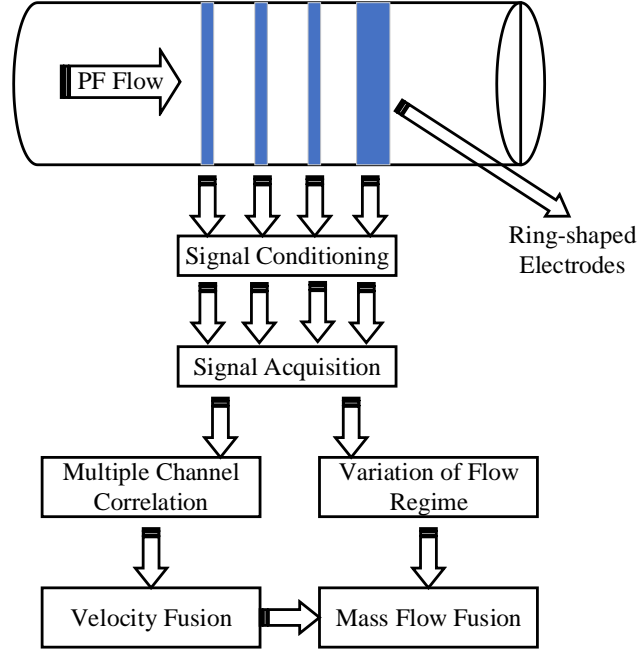 PF Flow
Ring-shaped
Electrodes
Signal Conditioning
Signal Acquisition
Multiple Channel
Correlation
Variation of Flow
Regime
Velocity Fusion
Mass Flow Fusion